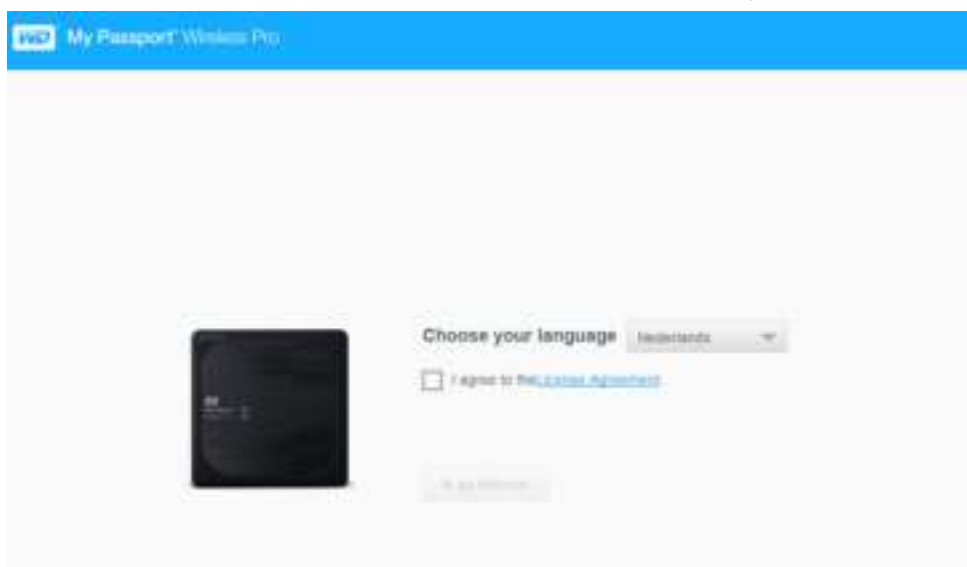 WD My Passport® Wireless Pro
Choose your language Nederlands
I agree to the License Agreement